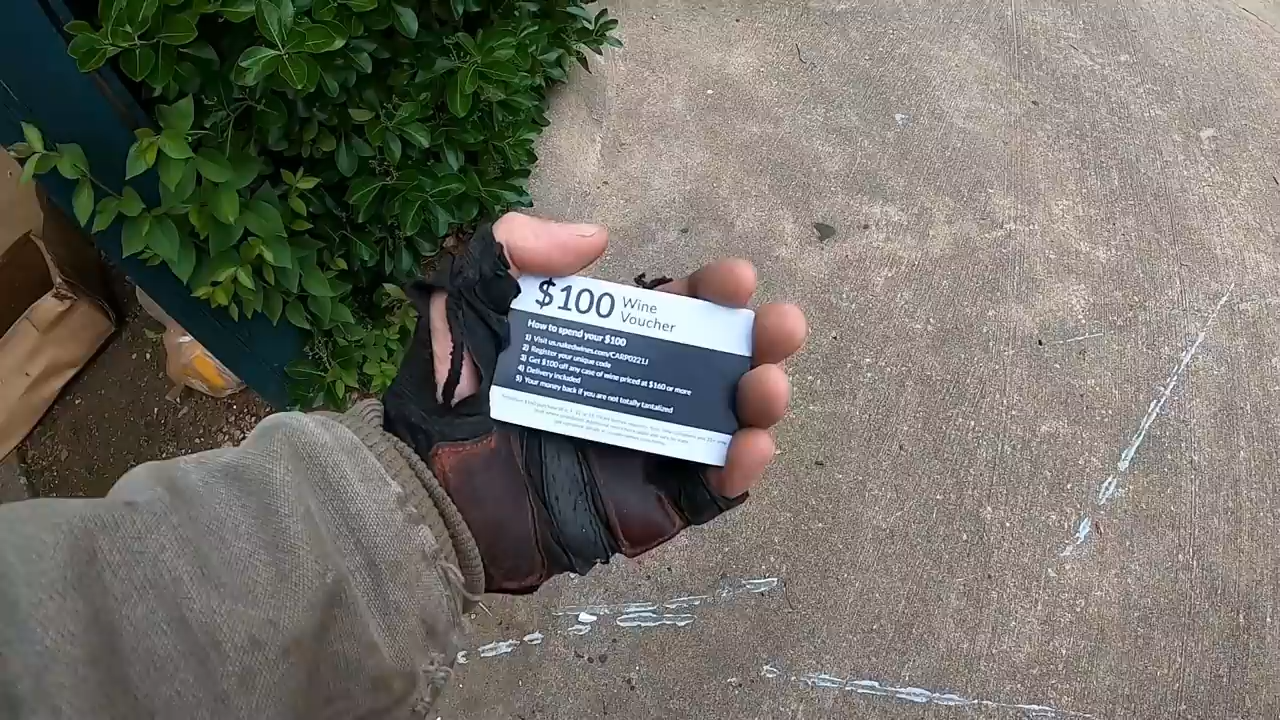 $100 Wine
Voucher
How to spend your $100
1) Visit us.nakedwines.com/CARP0221J
2) Register your unique code
3) Get $100 off any case of wine priced at $160 or more
4) Delivery included
5) Your money back if you are not totally tantalized